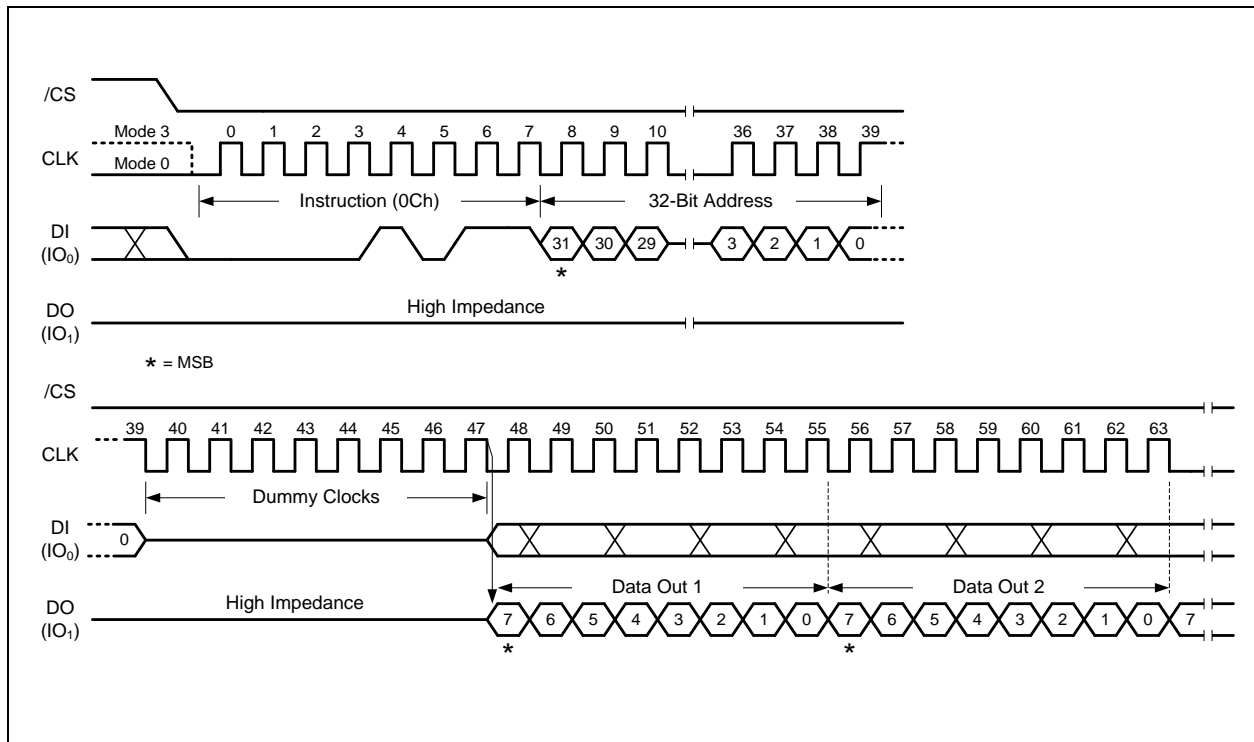 /CS
Mode 3 0 1 2 3 4 5 6 7 8 9 10 36 37 38 39
CLK Mode 0
Instruction (0Ch) 32-Bit Address
DI
(IO₀) 31 30 29 3 2 1 0
*
DO High Impedance
(IO₁)
* = MSB
/CS
39 40 41 42 43 44 45 46 47 48 49 50 51 52 53 54 55 56 57 58 59 60 61 62 63
CLK
Dummy Clocks
DI
(IO₀) 0
Data Out 1 Data Out 2
DO High Impedance
(IO₁) 7 6 5 4 3 2 1 0 7 6 5 4 3 2 1 0 7
* *